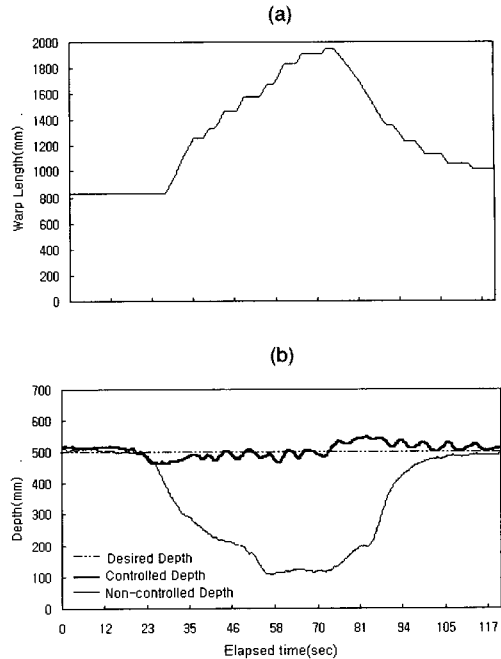 (a)
2000
1800
1600
1400
1200
1000
800
600
400
200
0
Warp Length(mm)
(b)
700
600
500
400
300
200
100
0
Depth(mm)
Desired Depth
Controlled Depth
Non-controlled Depth
0 12 23 35 46 58 70 81 94 105 117
Elapsed time(sec)